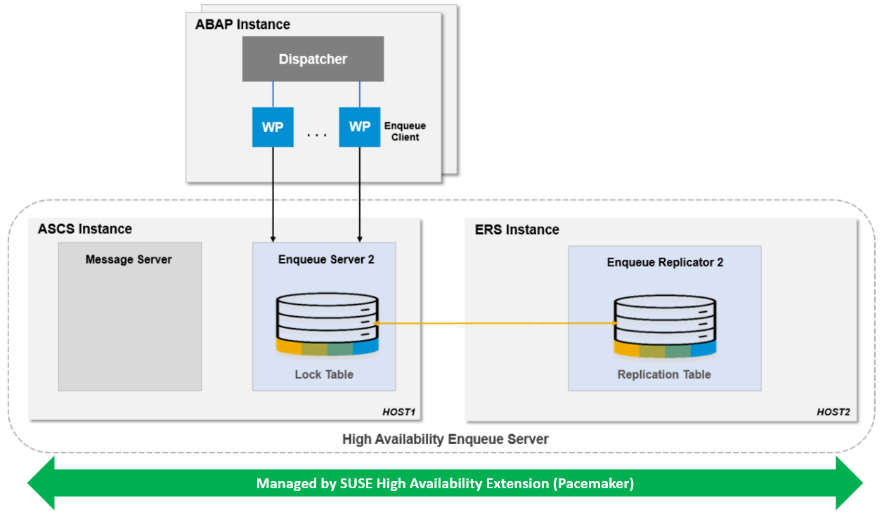 ABAP Instance
Dispatcher
WP
. . .
WP
Enqueue
Client
ASCS Instance
Message Server
Enqueue Server 2
Lock Table
HOST1
ERS Instance
Enqueue Replicator 2
Replication Table
HOST2
High Availability Enqueue Server
Managed by SUSE High Availability Extension (Pacemaker)